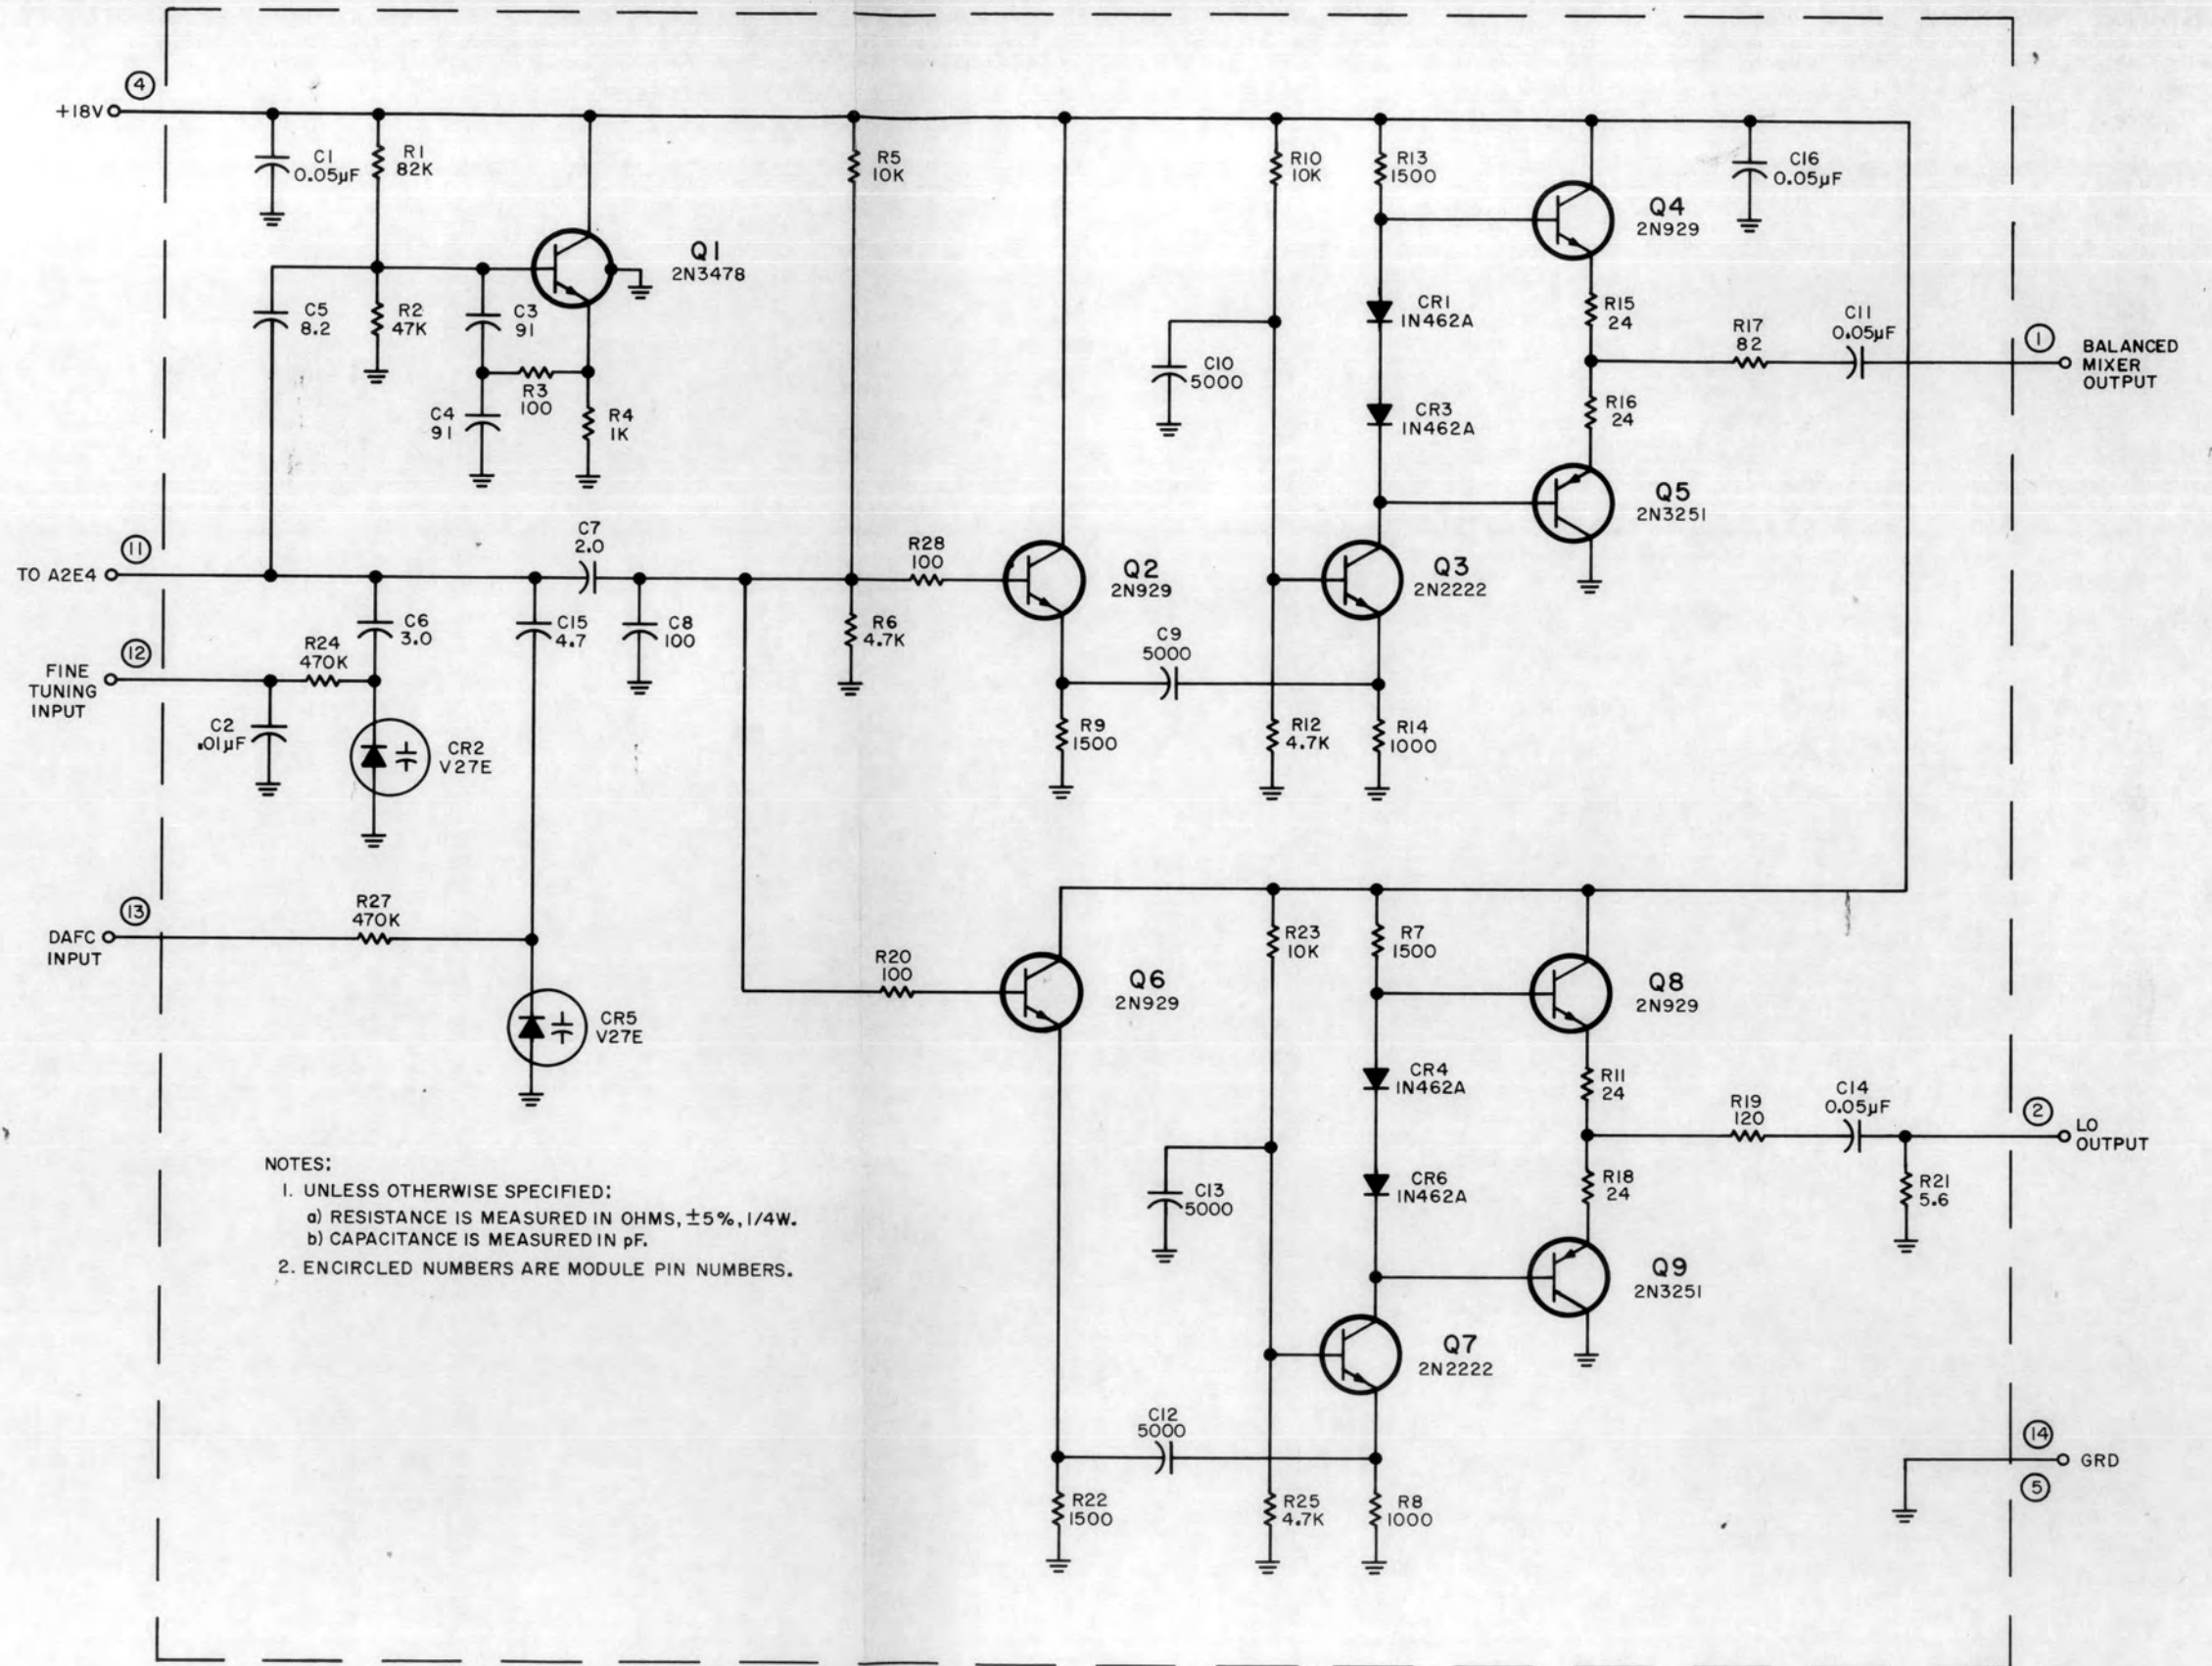 4
+18V
C1
0.05µF
R1
82K
Q1
2N3478
C5
8.2
R2
47K
C3
91
R3
100
C4
91
R4
1K
R5
10K
R10
10K
R13
1500
Q4
2N929
C16
0.05µF
CR1
1N462A
R15
24
R17
82
C11
0.05µF
1
BALANCED
MIXER
OUTPUT
C10
5000
CR3
1N462A
R16
24
Q5
2N3251
11
TO A2E4
C7
2.0
R28
100
Q2
2N929
Q3
2N2222
C6
3.0
C15
4.7
C8
100
R6
4.7K
C9
5000
12
FINE
TUNING
INPUT
R24
470K
C2
.01µF
CR2
V27E
R9
1500
R12
4.7K
R14
1000
13
DAFC
INPUT
R27
470K
CR5
V27E
R20
100
Q6
2N929
R23
10K
R7
1500
Q8
2N929
CR4
1N462A
R11
24
R19
120
C14
0.05µF
2
LO
OUTPUT
C13
5000
CR6
1N462A
R18
24
R21
5.6
Q9
2N3251
Q7
2N2222
C12
5000
R22
1500
R25
4.7K
R8
1000
14
GRD
5
NOTES:
1. UNLESS OTHERWISE SPECIFIED:
a) RESISTANCE IS MEASURED IN OHMS, ±5%, 1/4W.
b) CAPACITANCE IS MEASURED IN pF.
2. ENCIRCLED NUMBERS ARE MODULE PIN NUMBERS.